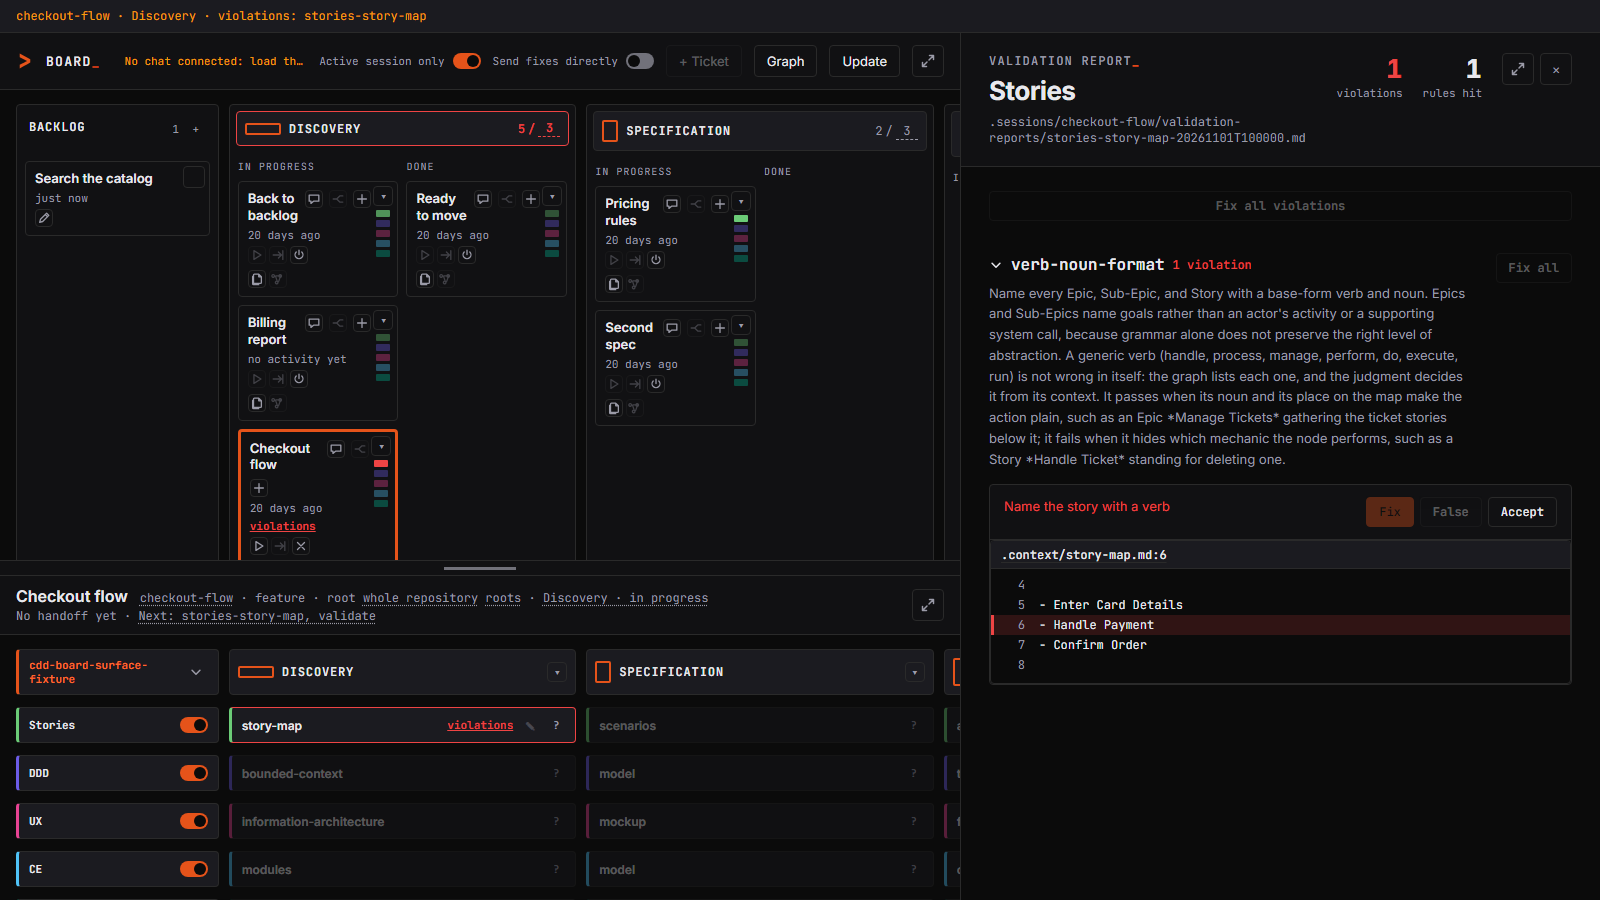 checkout-flow · Discovery · violations: stories-story-map
> BOARD_
No chat connected: load th…
Active session only
Send fixes directly
+ Ticket
Graph
Update
BACKLOG
1 +
Search the catalog
just now
DISCOVERY
5 / 3
IN PROGRESS
DONE
Back to
backlog
20 days ago
Ready
to move
20 days ago
Billing
report
no activity yet
Checkout
flow
20 days ago
violations
SPECIFICATION
2 / 3
IN PROGRESS
DONE
Pricing
rules
20 days ago
Second
spec
20 days ago
I
VALIDATION REPORT_
Stories
1
violations
1
rules hit
×
.sessions/checkout-flow/validation-
reports/stories-story-map-20261101T100000.md
Fix all violations
verb-noun-format 1 violation
Fix all
Name every Epic, Sub-Epic, and Story with a base-form verb and noun. Epics
and Sub-Epics name goals rather than an actor's activity or a supporting
system call, because grammar alone does not preserve the right level of
abstraction. A generic verb (handle, process, manage, perform, do, execute,
run) is not wrong in itself: the graph lists each one, and the judgment decides
it from its context. It passes when its noun and its place on the map make the
action plain, such as an Epic *Manage Tickets* gathering the ticket stories
below it; it fails when it hides which mechanic the node performs, such as a
Story *Handle Ticket* standing for deleting one.
Name the story with a verb
Fix
False
Accept
.context/story-map.md:6
4
5 - Enter Card Details
6 - Handle Payment
7 - Confirm Order
8
Checkout flow checkout-flow · feature · root whole repository roots · Discovery · in progress
No handoff yet · Next: stories-story-map, validate
cdd-board-surface-
fixture
DISCOVERY
SPECIFICATION
Stories
story-map
violations
?
scenarios
?
DDD
bounded-context
?
model
?
UX
information-architecture
?
mockup
?
CE
modules
?
model
?